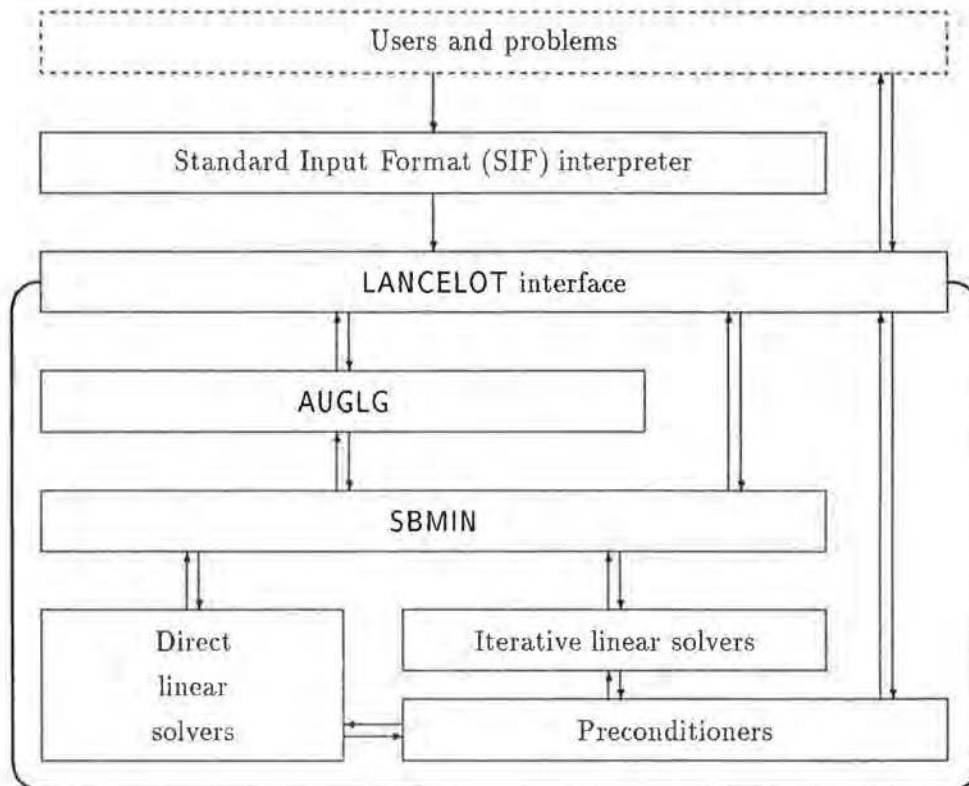 Users and problems
Standard Input Format (SIF) interpreter
LANCELOT interface
AUGLG
SBMIN
Direct
linear
solvers
Iterative linear solvers
Preconditioners